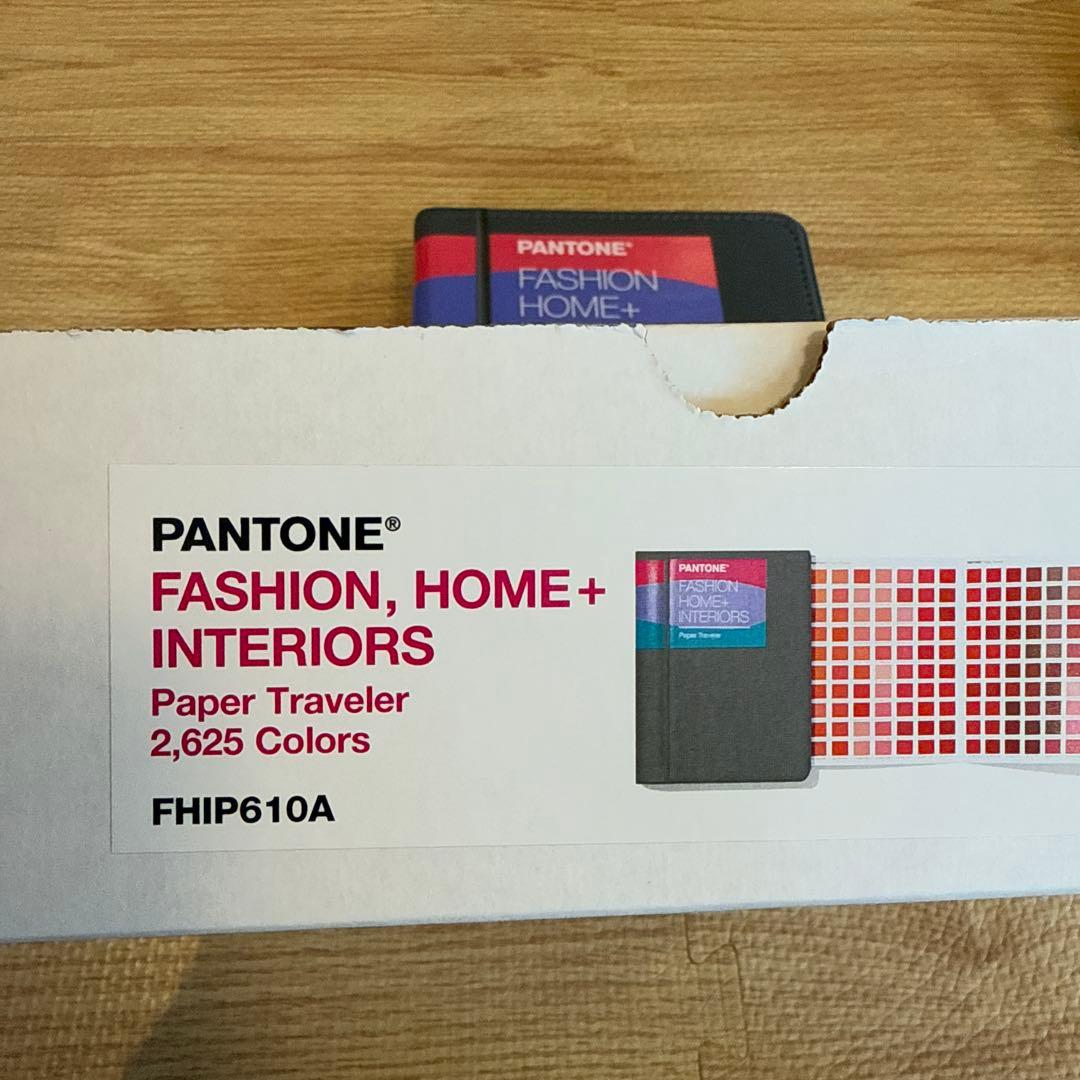 PANTONE®
FASHION
HOME+
PANTONE®
FASHION, HOME+
INTERIORS
Paper Traveler
2,625 Colors
FHIP610A
PANTONE®
FASHION
HOME+
INTERIORS
Paper Traveler